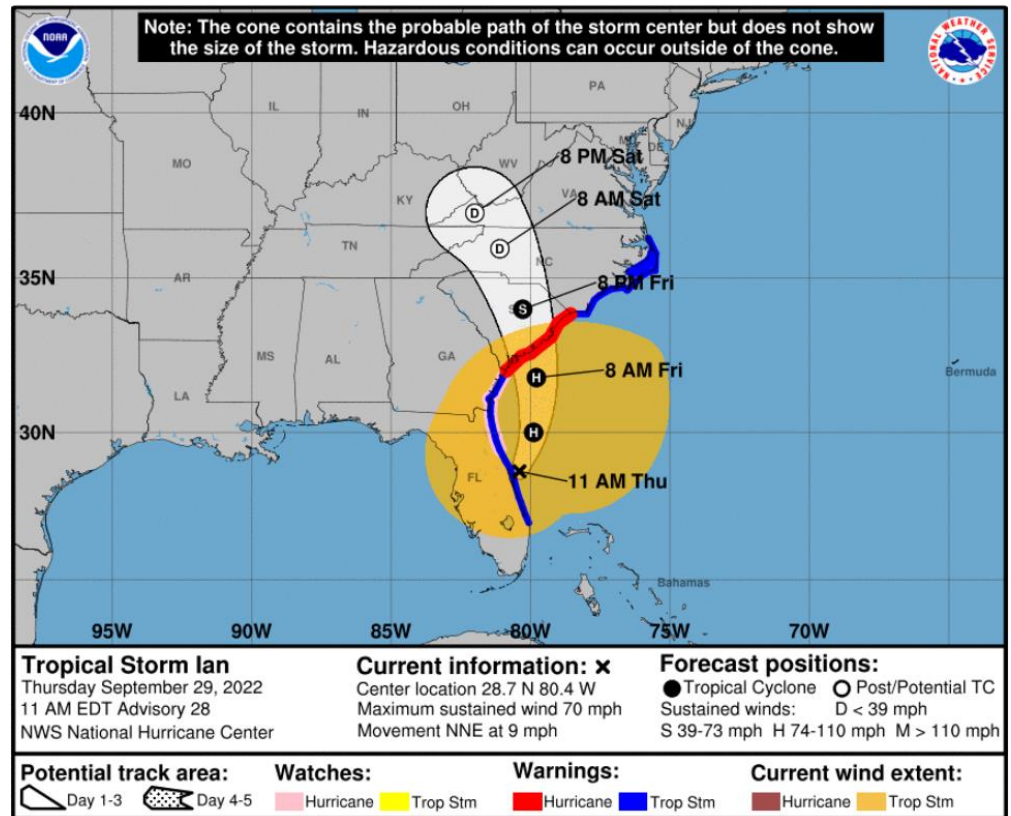 Note: The cone contains the probable path of the storm center but does not show
the size of the storm. Hazardous conditions can occur outside of the cone.
NOAA
NATIONAL WEATHER SERVICE
PA
OH
NJ
IL
IN
40N
MD
DE
MO
WV
8 PM Sat
VA
KY
8 AM Sat
TN
NC
35N
AR
8 PM Fri
MS
AL
GA
8 AM Fri
Bermuda
LA
30N
FL
11 AM Thu
Bahamas
D
D
S
H
H
95W
90W
85W
80W
75W
70W
Tropical Storm Ian
Thursday September 29, 2022
11 AM EDT Advisory 28
NWS National Hurricane Center
Current information: x
Center location 28.7 N 80.4 W
Maximum sustained wind 70 mph
Movement NNE at 9 mph
Forecast positions:
Tropical Cyclone Post/Potential TC
Sustained winds: D < 39 mph
S 39-73 mph H 74-110 mph M > 110 mph
Potential track area:
Day 1-3 Day 4-5
Watches:
Hurricane Trop Stm
Warnings:
Hurricane Trop Stm
Current wind extent:
Hurricane Trop Stm